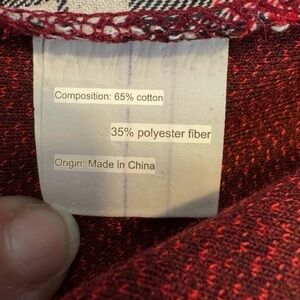 Composition: 65% cotton
35% polyester fiber
Origin: Made in China